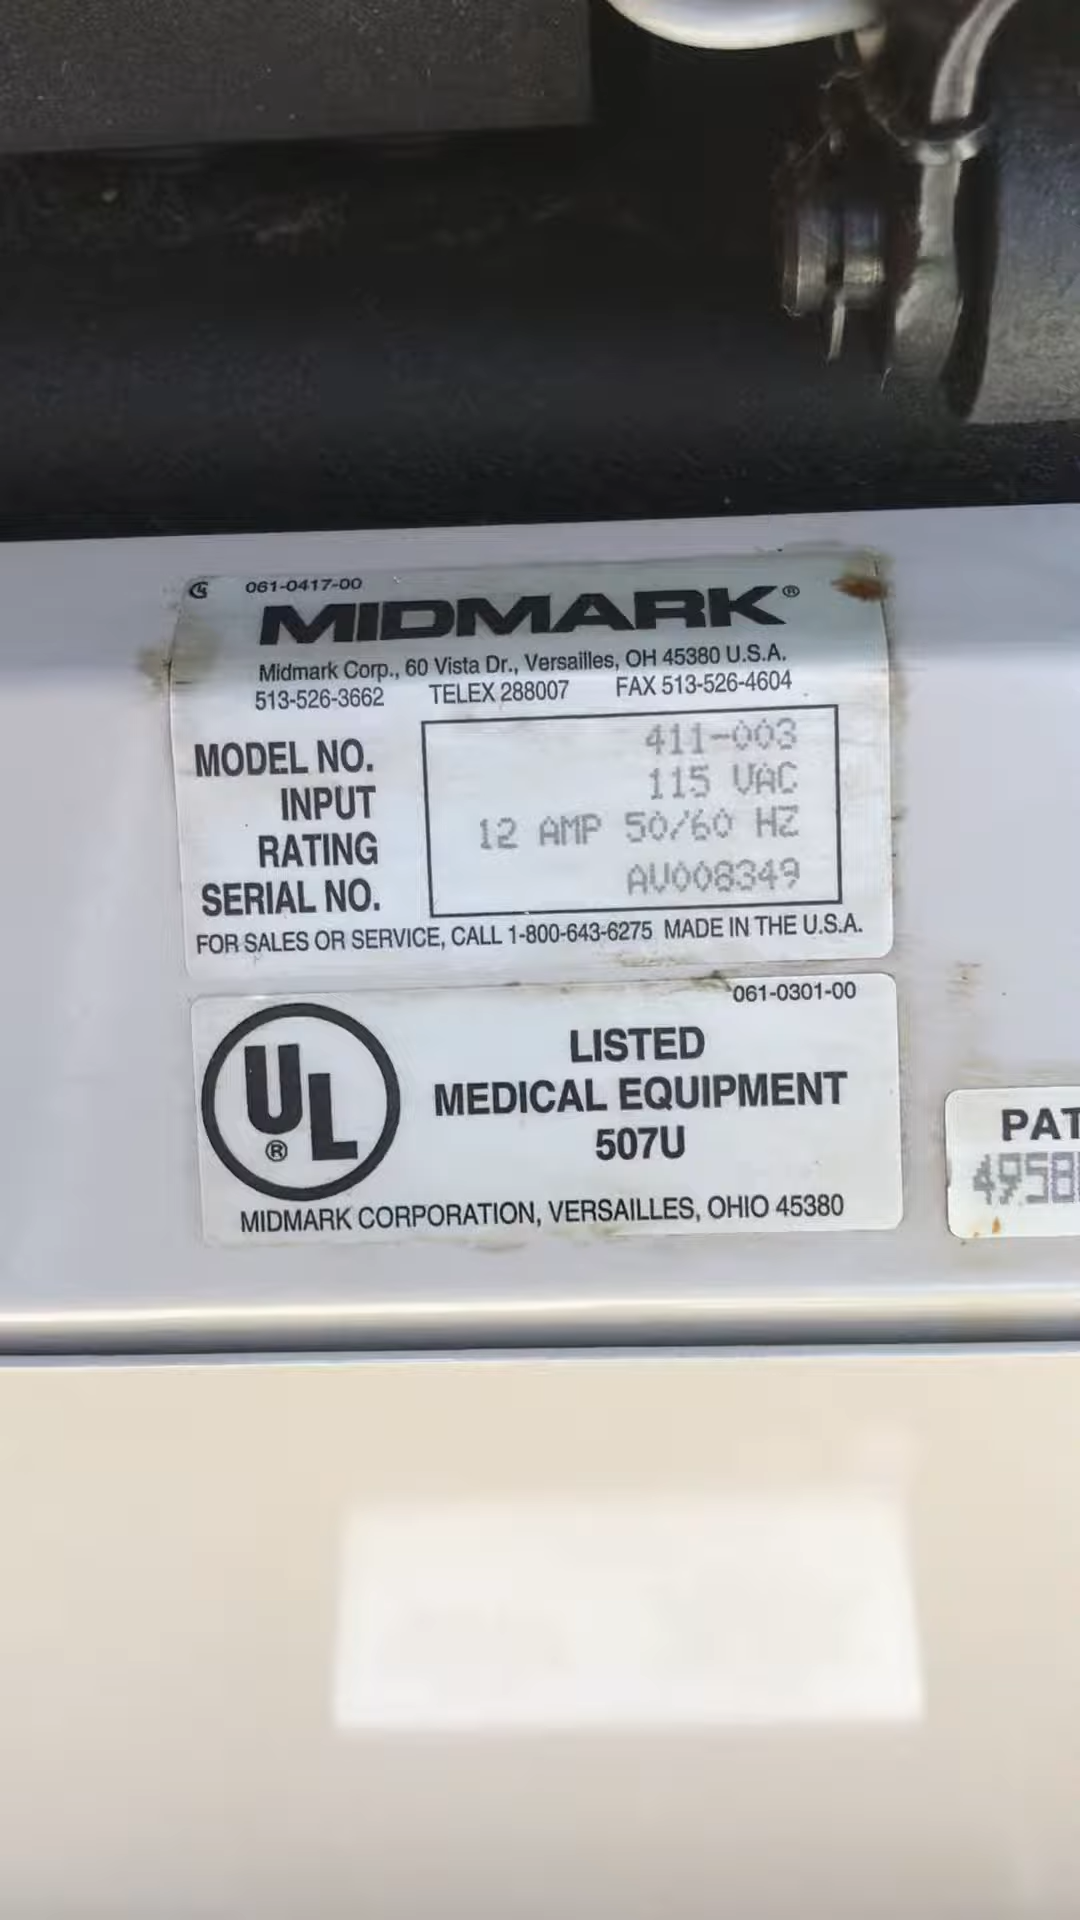 061-0417-00
MIDMARK®
Midmark Corp., 60 Vista Dr., Versailles, OH 45380 U.S.A.
513-526-3662 TELEX 288007 FAX 513-526-4604
MODEL NO. 411-003
INPUT 115 VAC
RATING 12 AMP 50/60 HZ
SERIAL NO. AV008349
FOR SALES OR SERVICE, CALL 1-800-643-6275 MADE IN THE U.S.A.
061-0301-00
UL®
LISTED
MEDICAL EQUIPMENT
507U
MIDMARK CORPORATION, VERSAILLES, OHIO 45380
PAT